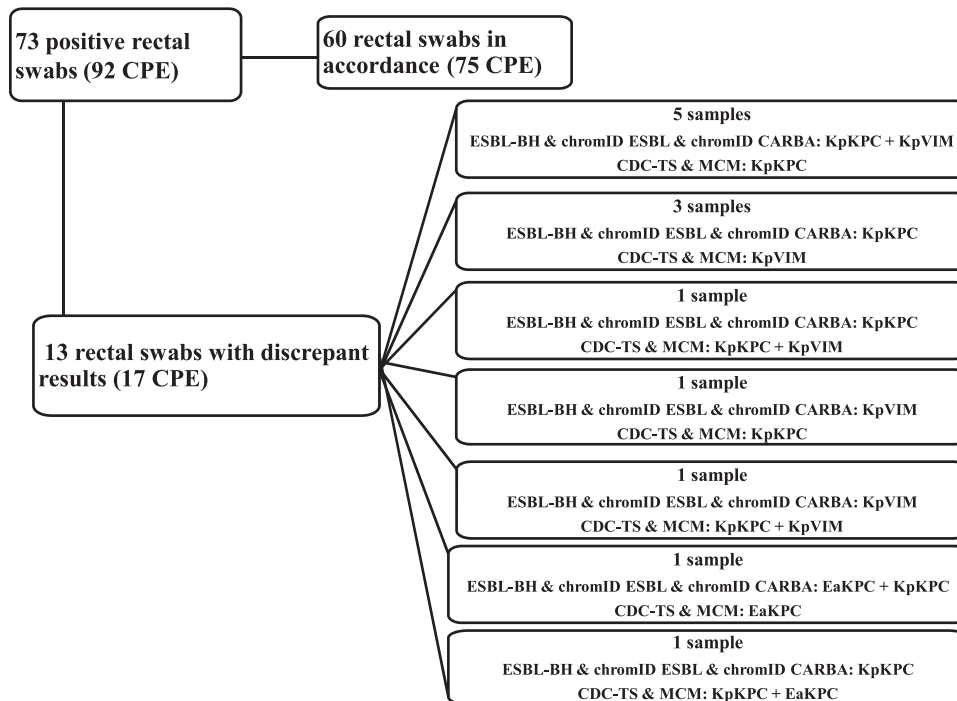 73 positive rectal
swabs (92 CPE)
60 rectal swabs in
accordance (75 CPE)
13 rectal swabs with discrepant
results (17 CPE)
5 samples
ESBL-BH & chromID ESBL & chromID CARBA: KpKPC + KpVIM
CDC-TS & MCM: KpKPC
3 samples
ESBL-BH & chromID ESBL & chromID CARBA: KpKPC
CDC-TS & MCM: KpVIM
1 sample
ESBL-BH & chromID ESBL & chromID CARBA: KpKPC
CDC-TS & MCM: KpKPC + KpVIM
1 sample
ESBL-BH & chromID ESBL & chromID CARBA: KpVIM
CDC-TS & MCM: KpKPC
1 sample
ESBL-BH & chromID ESBL & chromID CARBA: KpVIM
CDC-TS & MCM: KpKPC + KpVIM
1 sample
ESBL-BH & chromID ESBL & chromID CARBA: EaKPC + KpKPC
CDC-TS & MCM: EaKPC
1 sample
ESBL-BH & chromID ESBL & chromID CARBA: KpKPC
CDC-TS & MCM: KpKPC + EaKPC